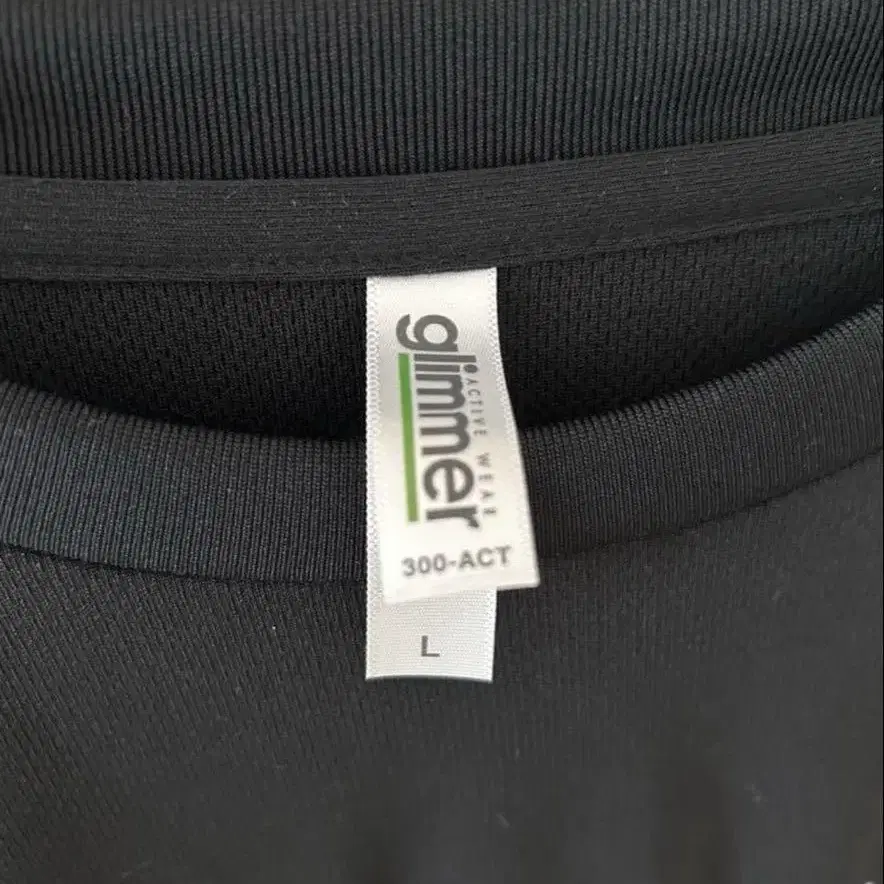 glimmer
ACTIVE WEAR
300-ACT
L